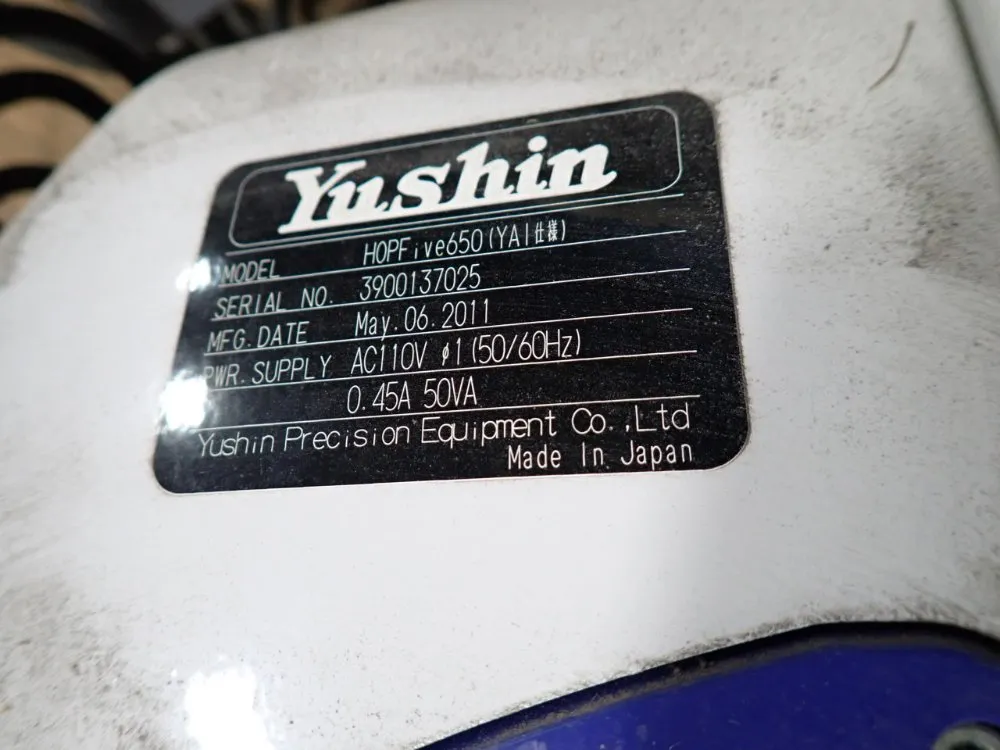 Yushin
MODEL HOPFive650(YAI仕様)
SERIAL NO. 3900137025
MFG.DATE May.06.2011
PWR.SUPPLY AC110V φ1(50/60Hz)
0.45A 50VA
Yushin Precision Equipment Co.,Ltd
Made In Japan